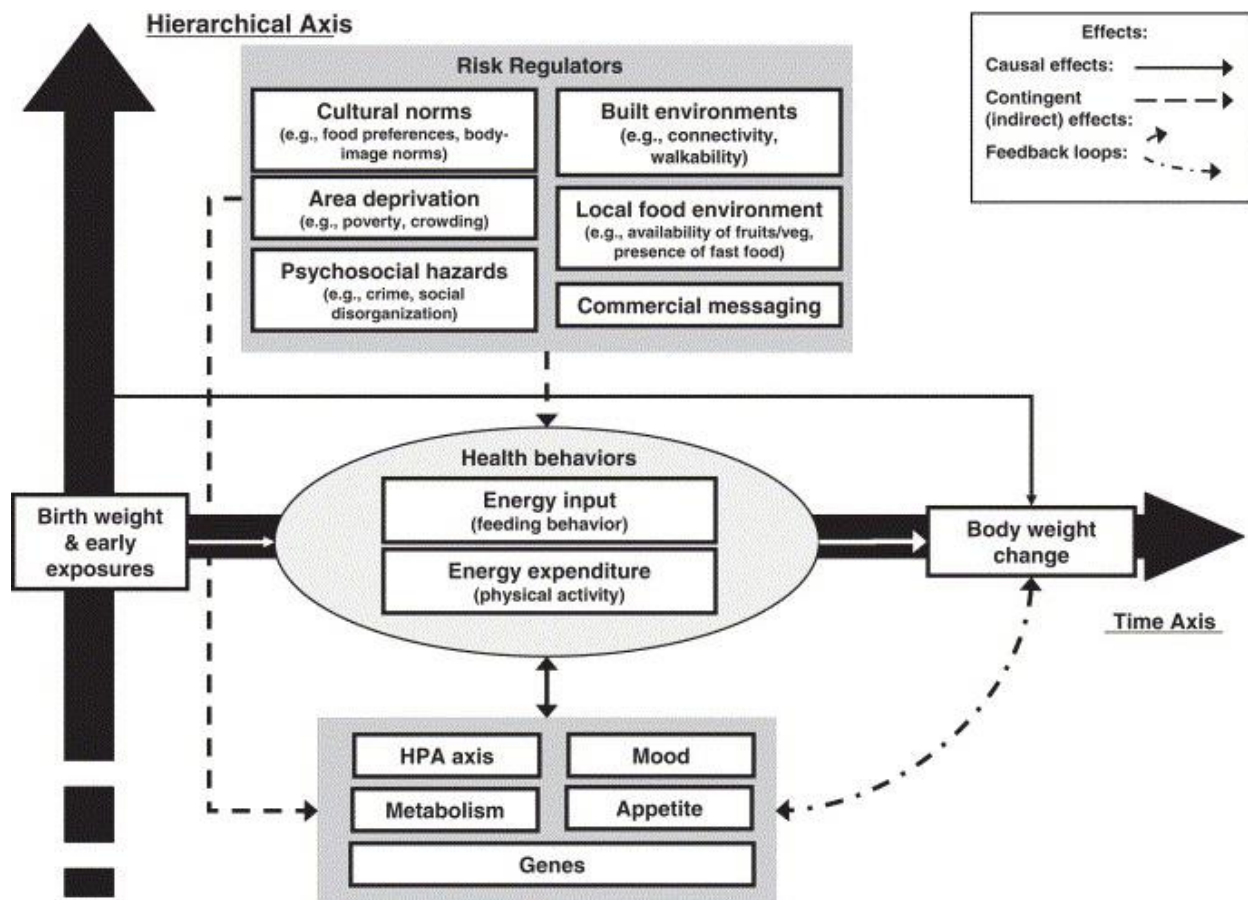 Hierarchical Axis
Risk Regulators
Cultural norms
(e.g., food preferences, body-
image norms)
Area deprivation
(e.g., poverty, crowding)
Psychosocial hazards
(e.g., crime, social
disorganization)
Built environments
(e.g., connectivity,
walkability)
Local food environment
(e.g., availability of fruits/veg,
presence of fast food)
Commercial messaging
Effects:
Causal effects:
Contingent
(indirect) effects:
Feedback loops:
Birth weight
& early
exposures
Health behaviors
Energy input
(feeding behavior)
Energy expenditure
(physical activity)
Body weight
change
Time Axis
HPA axis
Mood
Metabolism
Appetite
Genes